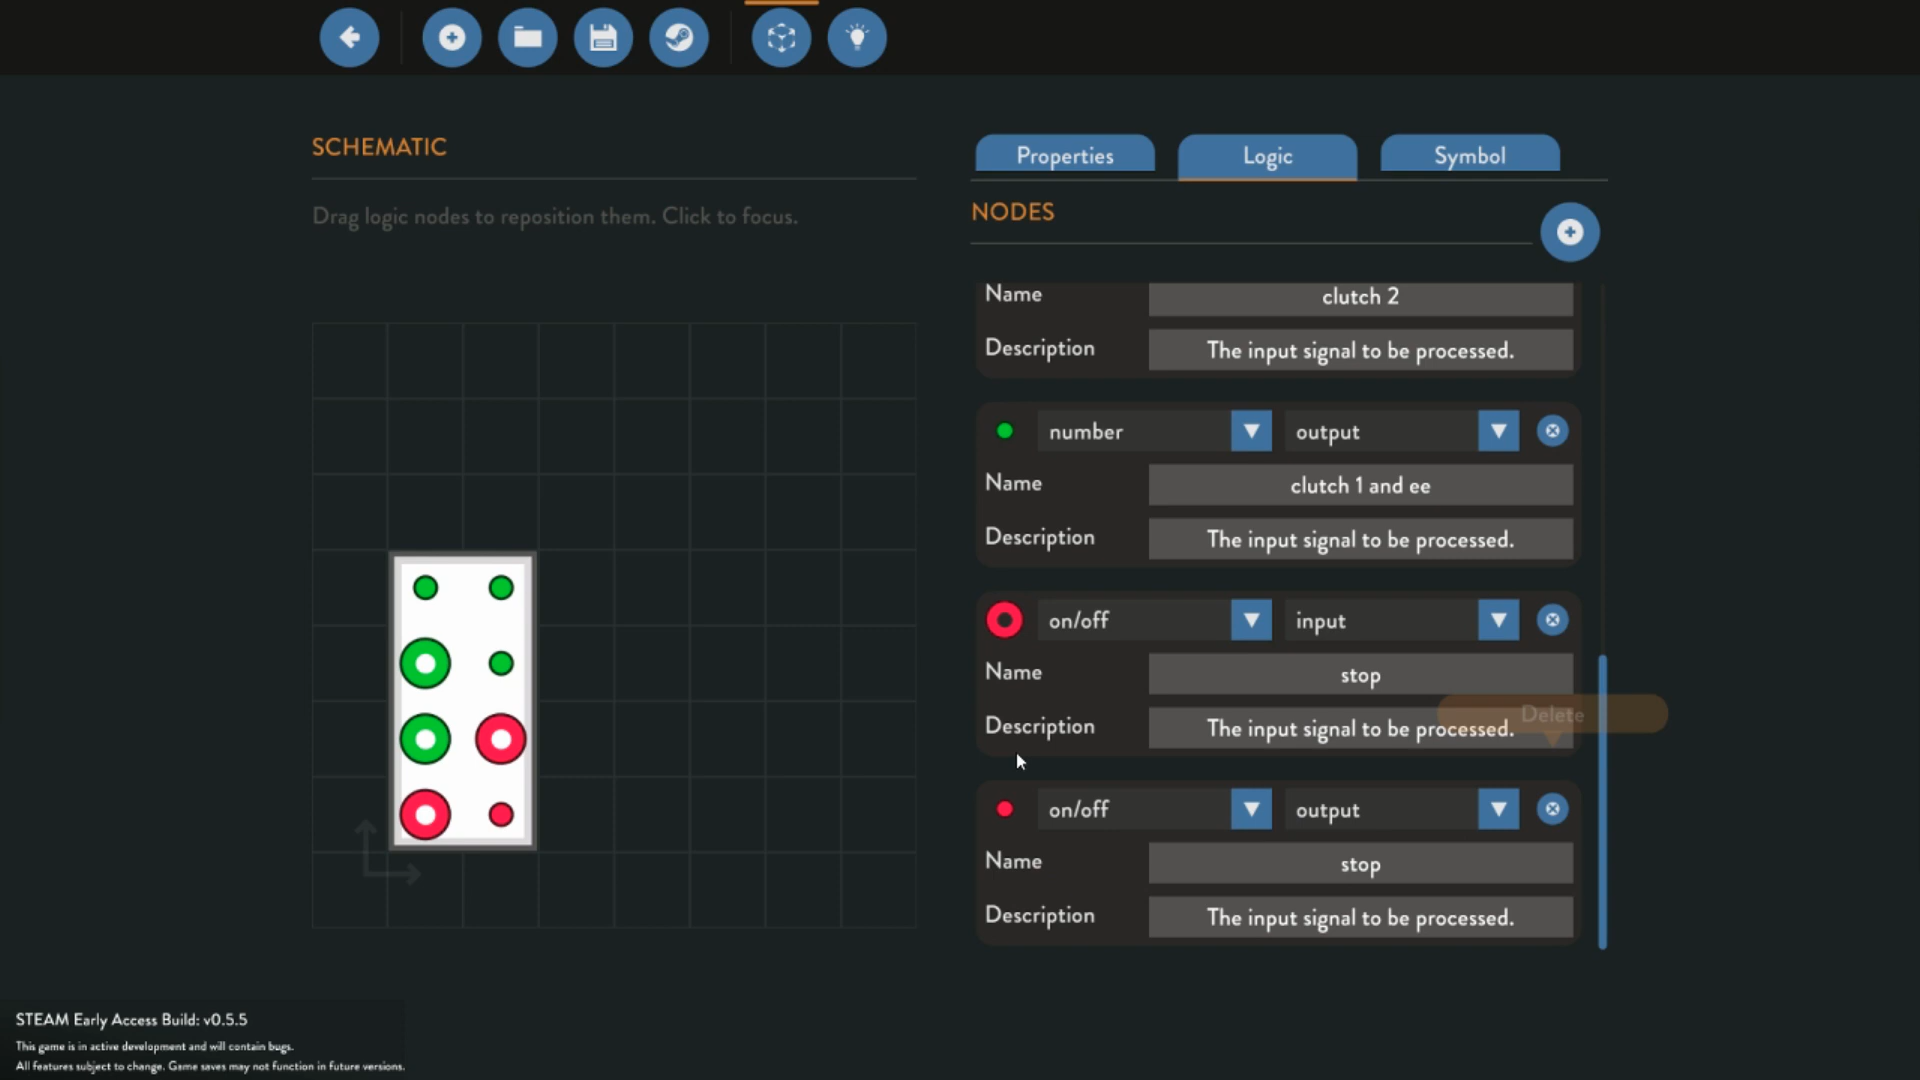 SCHEMATIC
Drag logic nodes to reposition them. Click to focus.
Properties
Logic
Symbol
NODES
Name
clutch 2
Description
The input signal to be processed.
number
output
Name
clutch 1 and ee
Description
The input signal to be processed.
on/off
input
Name
stop
Delete
Description
The input signal to be processed.
on/off
output
Name
stop
Description
The input signal to be processed.
STEAM Early Access Build: v0.5.5
This game is in active development and will contain bugs.
All features subject to change. Game saves may not function in future versions.